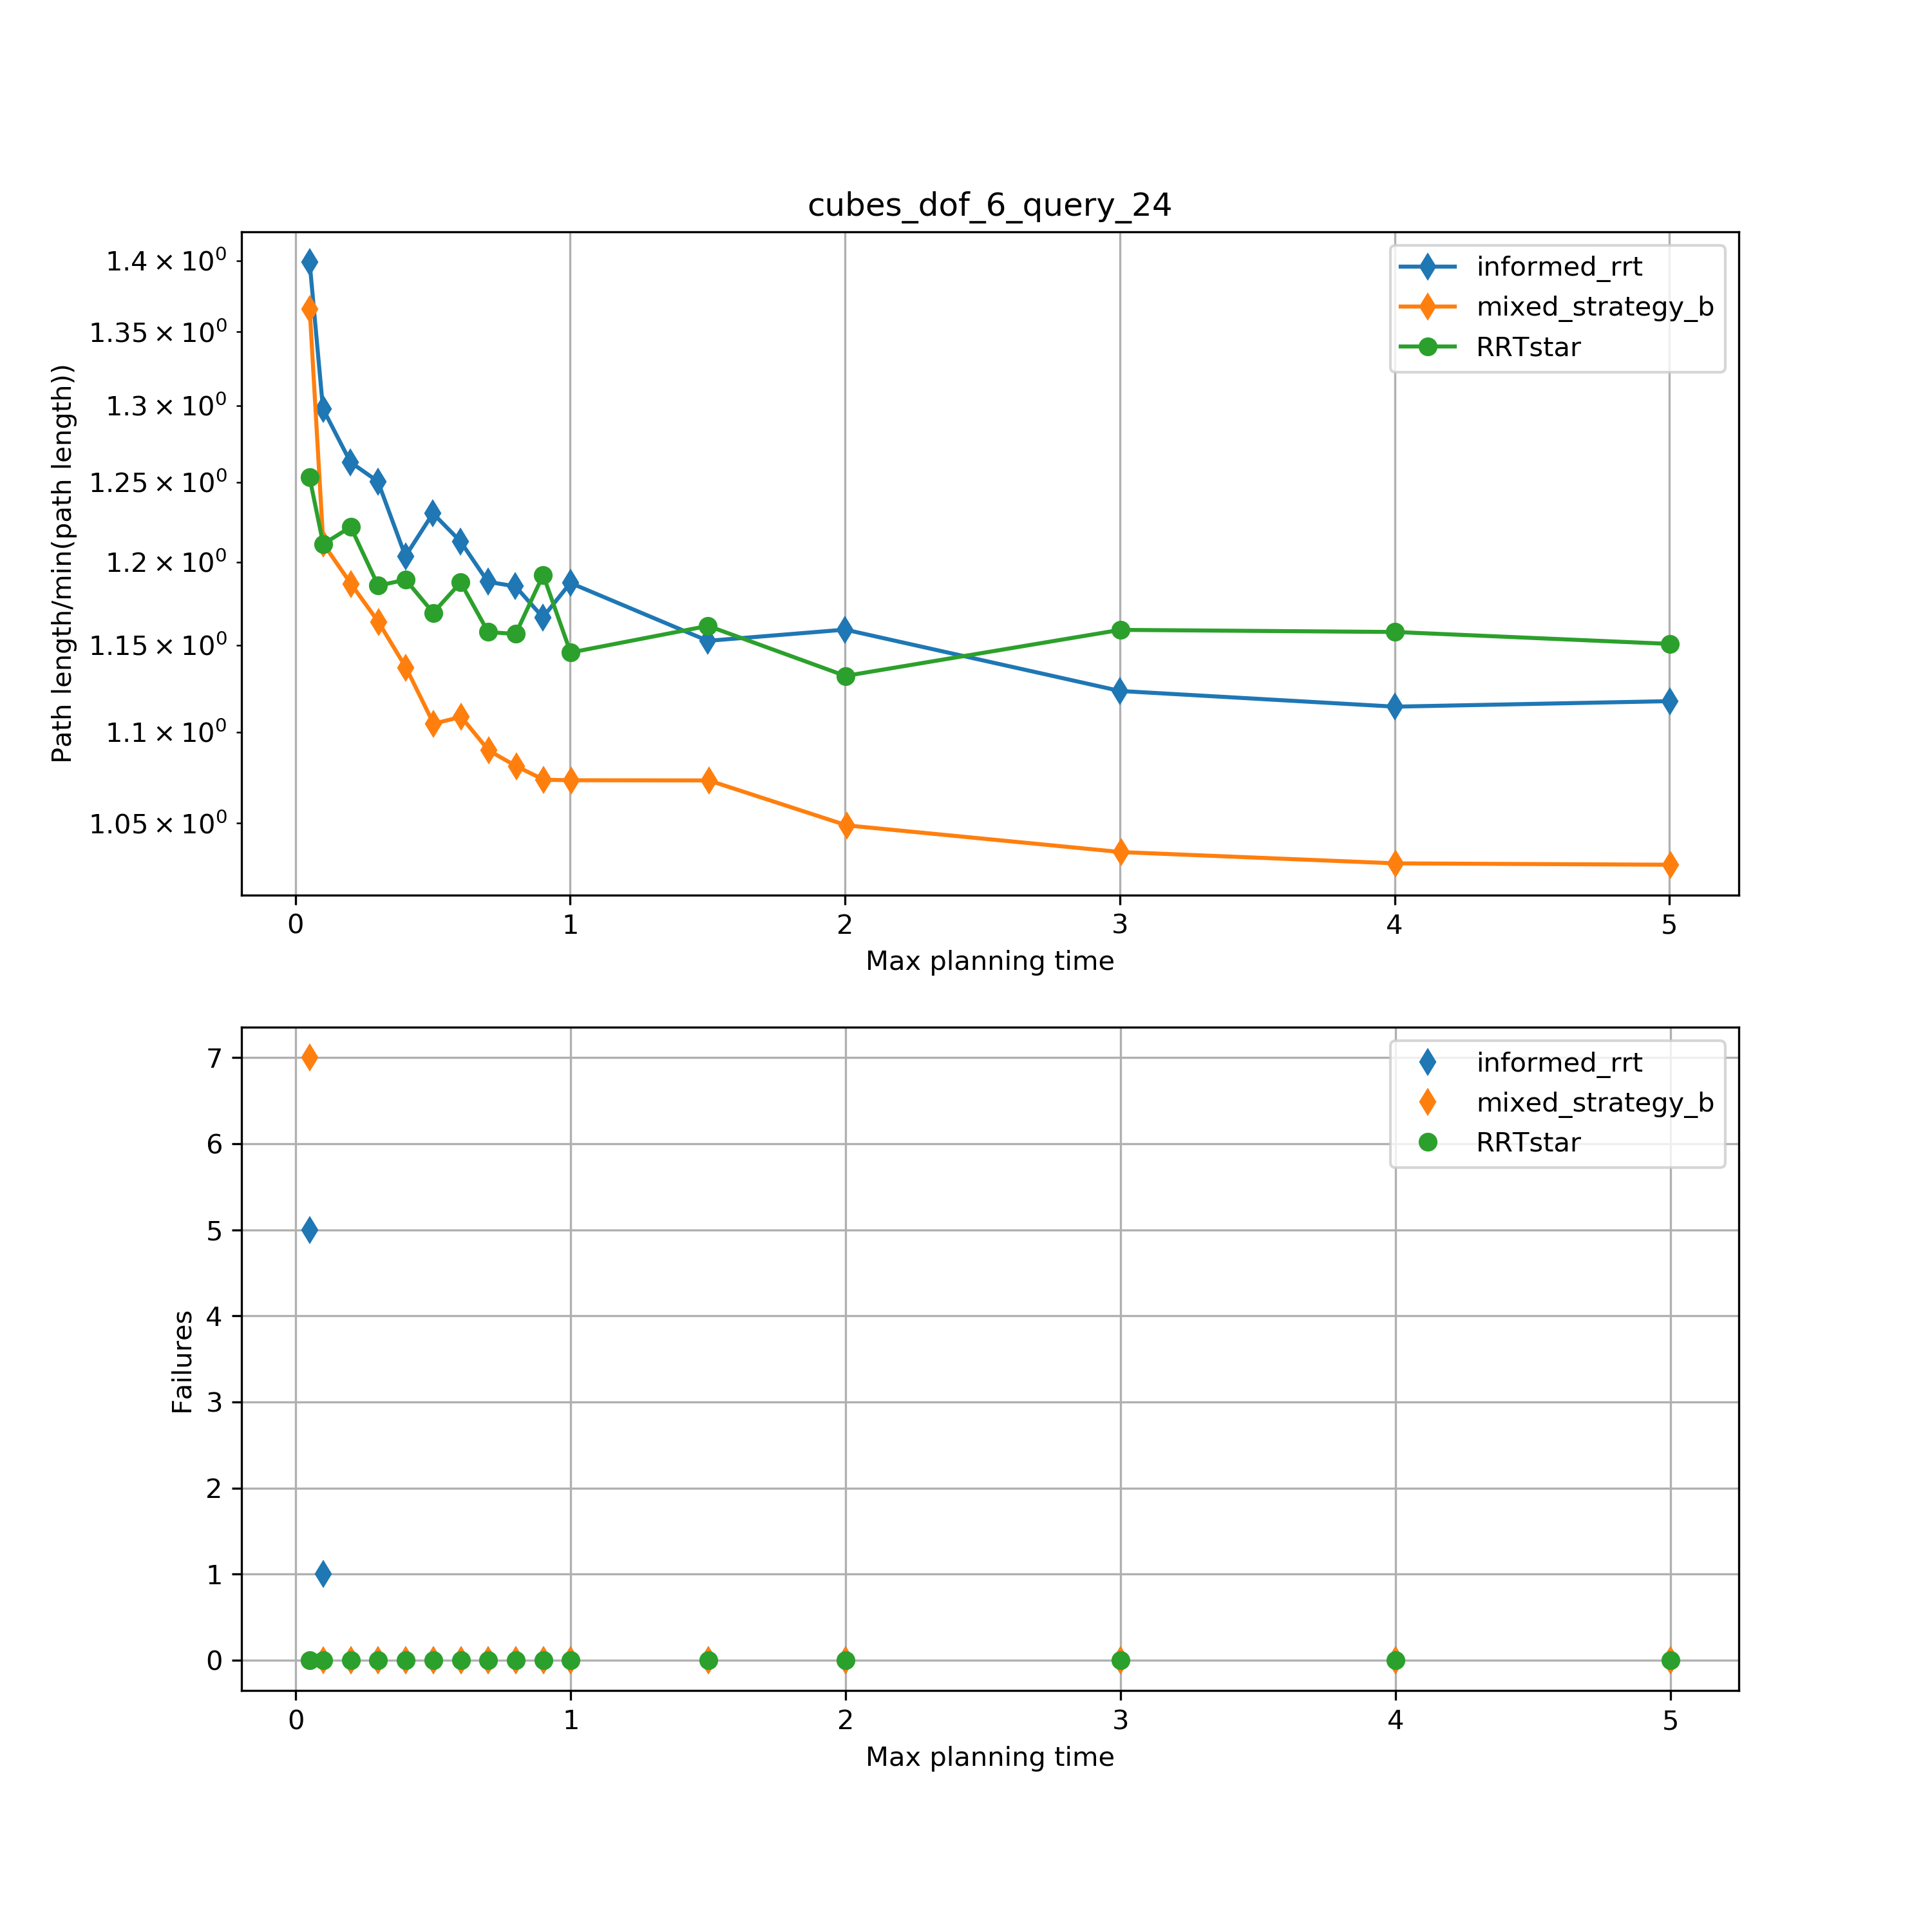 cubes_dof_6_query_24
Path length/min(path length))
1.4 × 10⁰
1.35 × 10⁰
1.3 × 10⁰
1.25 × 10⁰
1.2 × 10⁰
1.15 × 10⁰
1.1 × 10⁰
1.05 × 10⁰
informed_rrt
mixed_strategy_b
RRTstar
0 1 2 3 4 5
Max planning time
Failures
7
6
5
4
3
2
1
0
informed_rrt
mixed_strategy_b
RRTstar
0 1 2 3 4 5
Max planning time